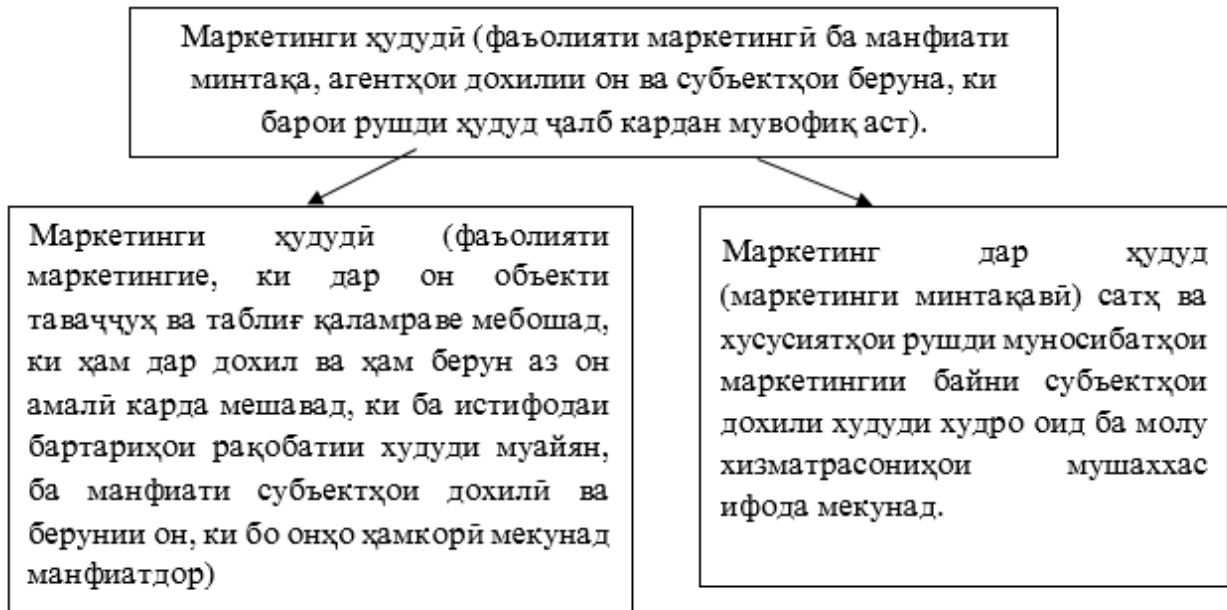 Маркетинги ҳудудӣ (фаъолияти маркетингӣ ба манфиати
минтақа, агентҳои дохилии он ва субъектҳои беруна, ки
барои рушди ҳудуд ҷалб кардан мувофиқ аст).
Маркетинги ҳудудӣ (фаъолияти
маркетингие, ки дар он объекти
таваҷҷуҳ ва таблиғ қаламраве мебошад,
ки ҳам дар дохил ва ҳам берун аз он
амалӣ карда мешавад, ки ба истифодаи
бартариҳои рақобатии худуди муайян,
ба манфиати субъектҳои дохилӣ ва
берунии он, ки бо онҳо ҳамкорӣ мекунад
манфиатдор)
Маркетинг дар ҳудуд
(маркетинги минтақавӣ) сатҳ ва
хусусиятҳои рушди муносибатҳои
маркетингии байни субъектҳои
дохили худуди худро оид ба молу
хизматрасониҳои мушаххас
ифода мекунад.